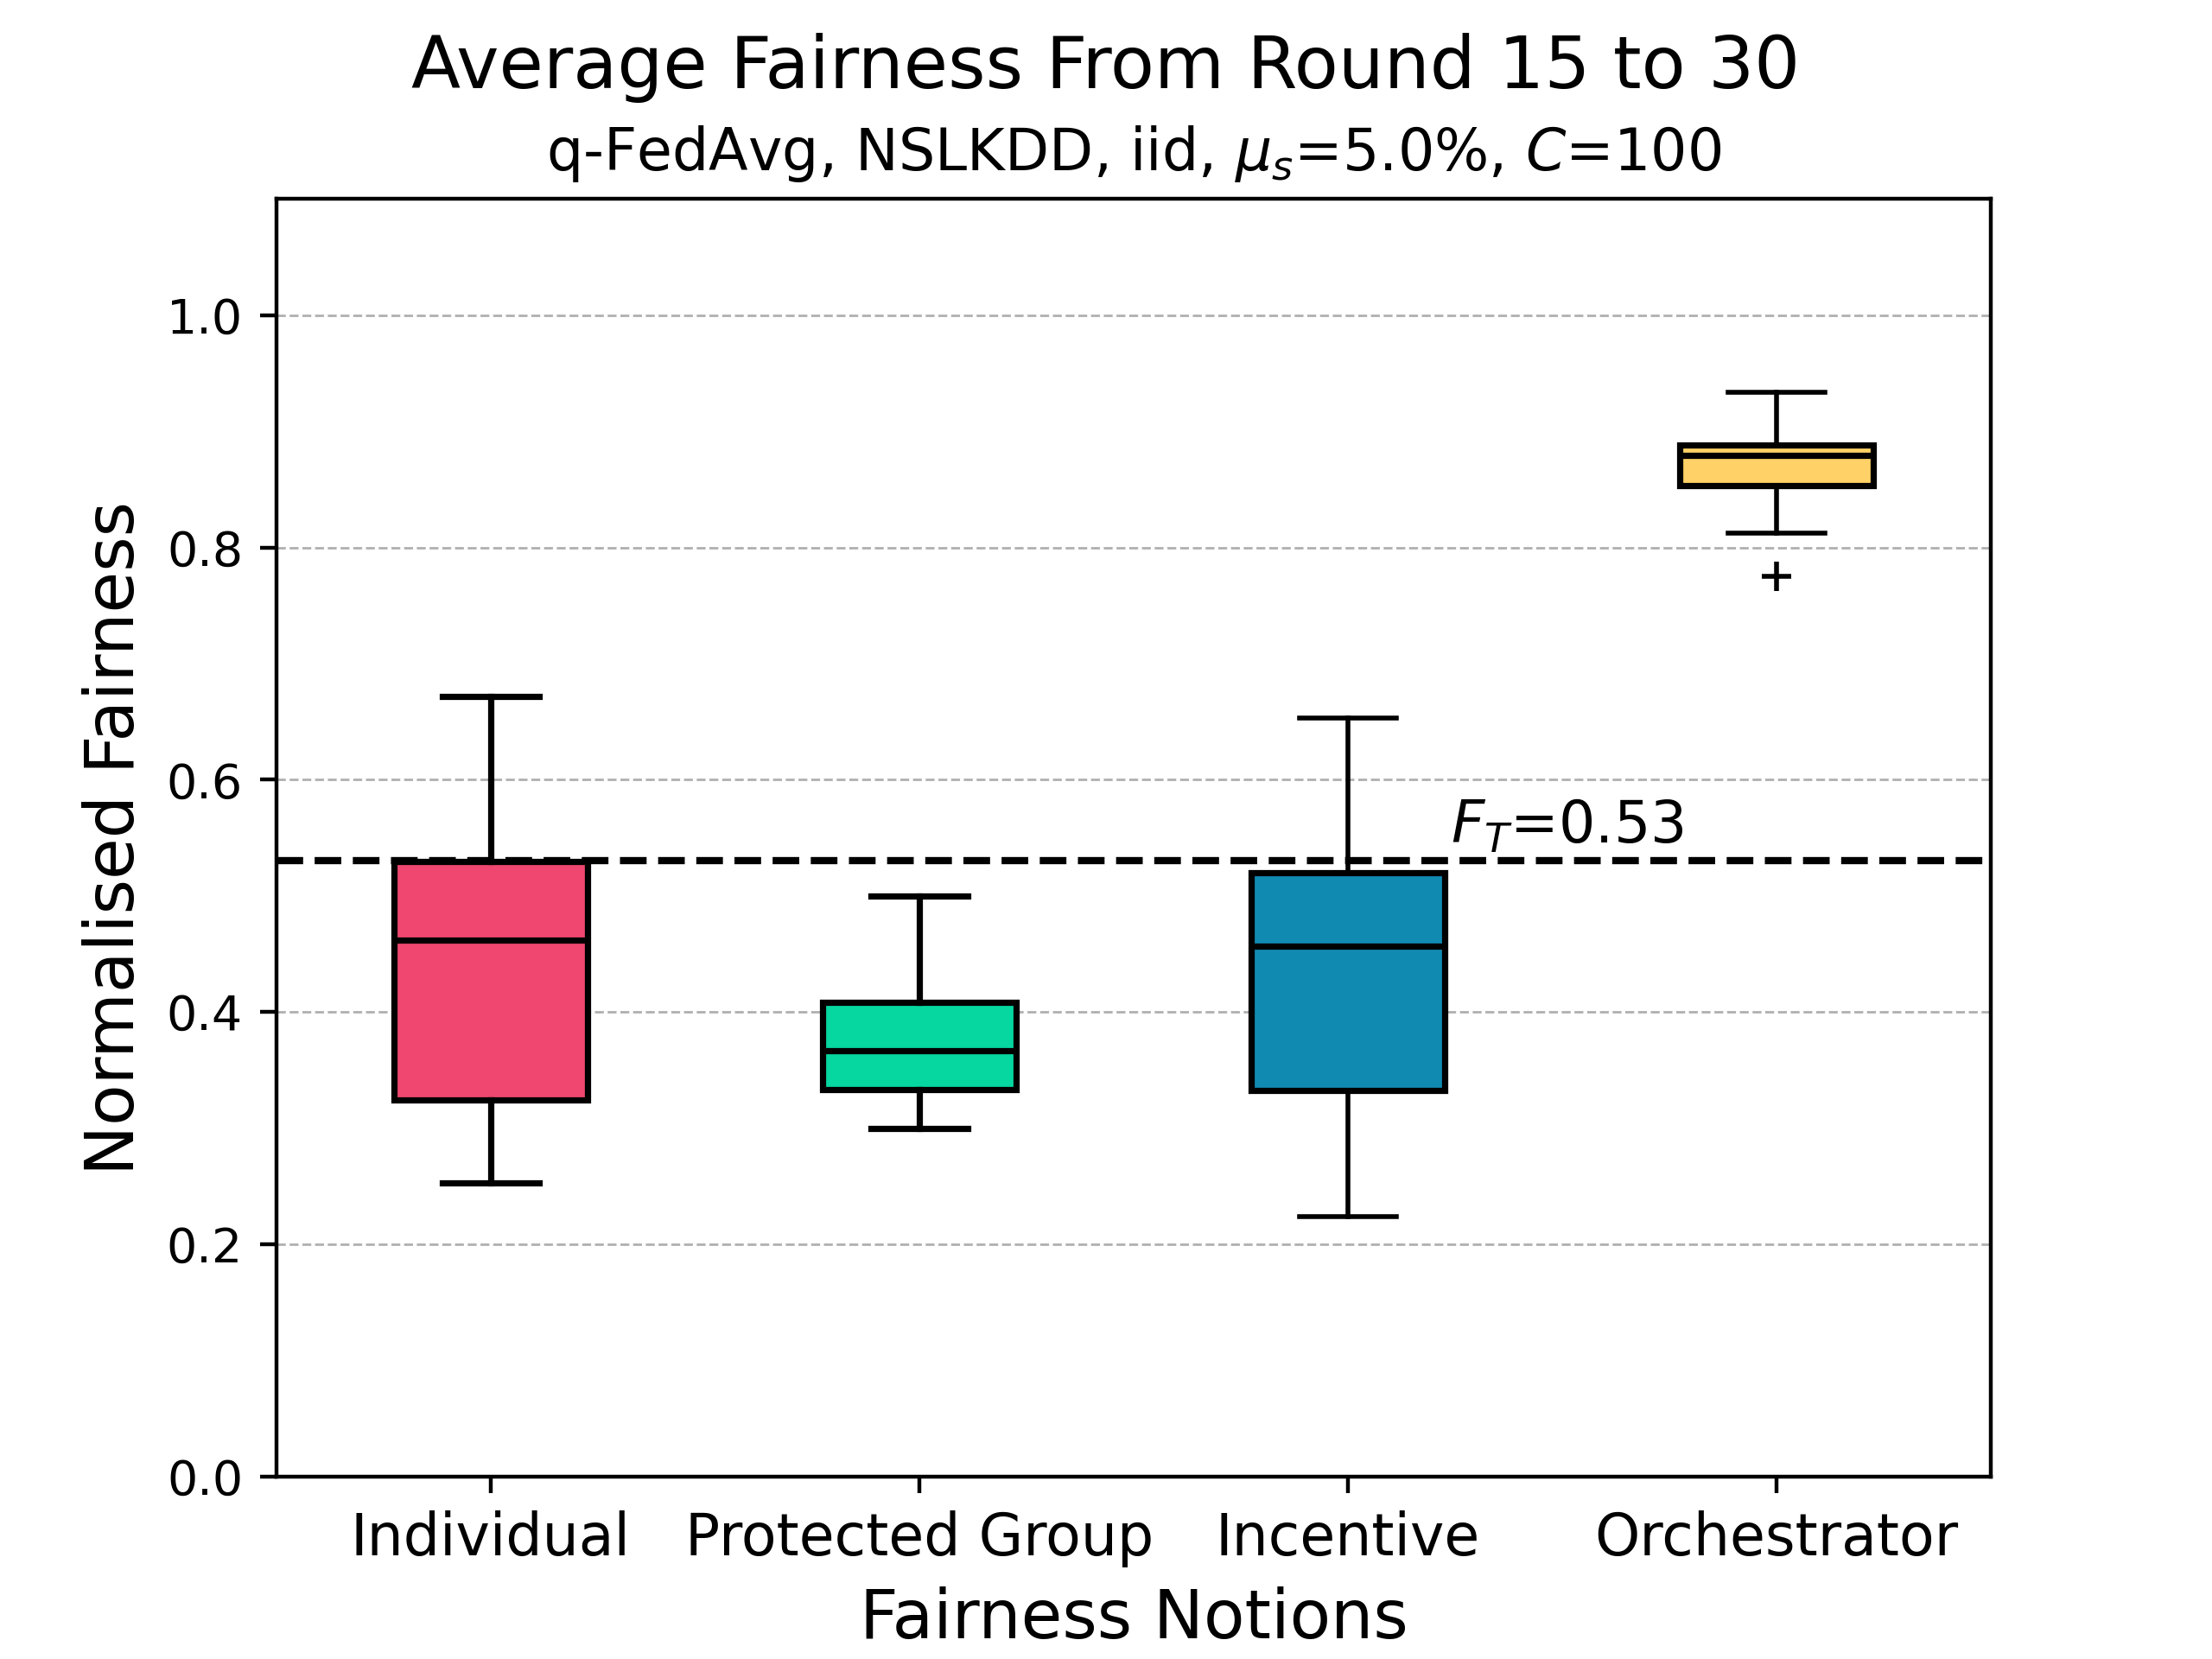 Average Fairness From Round 15 to 30
q-FedAvg, NSLKDD, iid, μₛ=5.0%, C=100
Normalised Fairness
1.0
0.8
0.6
0.4
0.2
0.0
F_T=0.53
Individual Protected Group Incentive Orchestrator
Fairness Notions